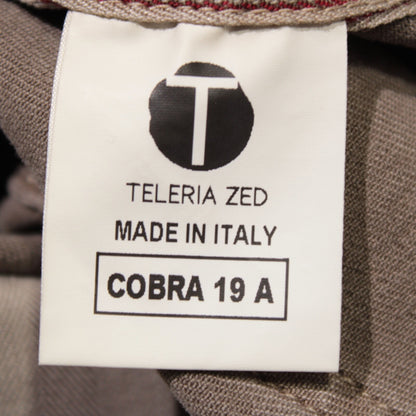 T
TELERIA ZED
MADE IN ITALY
COBRA 19 A